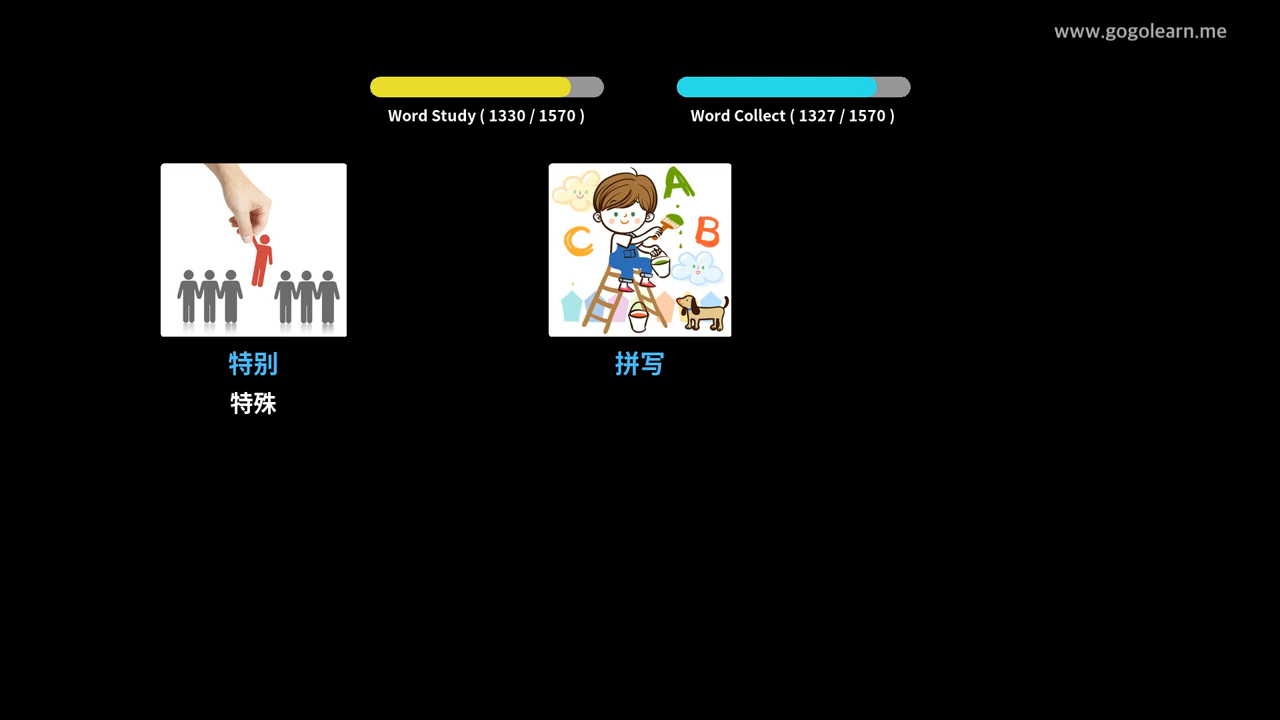 www.gogolearn.me
Word Study ( 1330 / 1570 )
Word Collect ( 1327 / 1570 )
A
B
C
特别
特殊
拼写